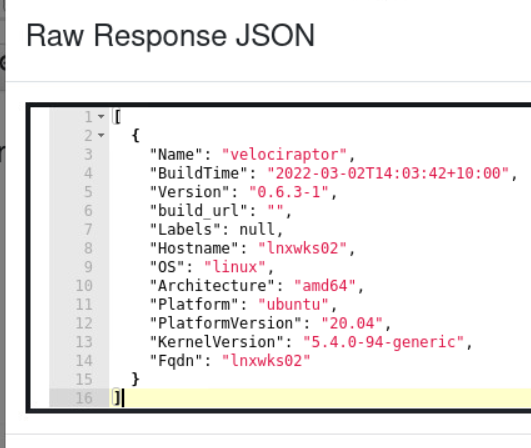 Raw Response JSON
1 [
2 {
3 "Name": "velociraptor",
4 "BuildTime": "2022-03-02T14:03:42+10:00",
5 "Version": "0.6.3-1",
6 "build_url": "",
7 "Labels": null,
8 "Hostname": "lnxwks02",
9 "OS": "linux",
10 "Architecture": "amd64",
11 "Platform": "ubuntu",
12 "PlatformVersion": "20.04",
13 "KernelVersion": "5.4.0-94-generic",
14 "Fqdn": "lnxwks02"
15 }
16 ]